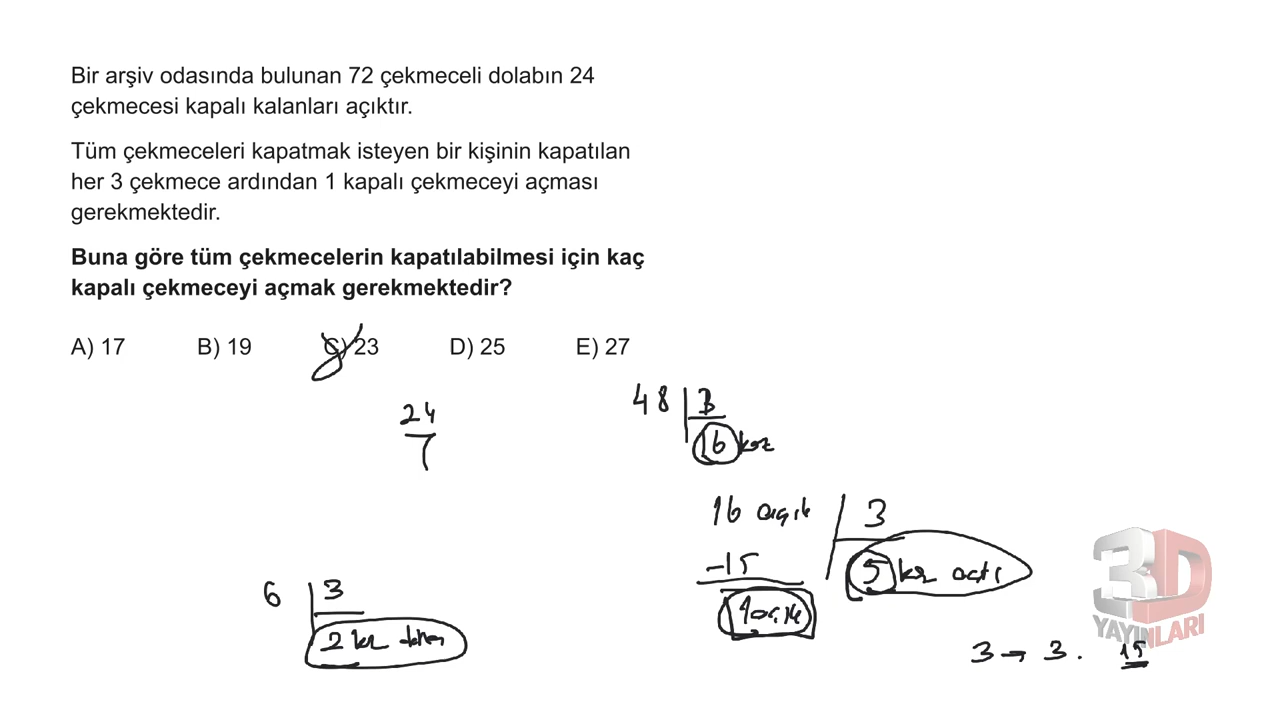 Bir arşiv odasında bulunan 72 çekmeceli dolabın 24
çekmecesi kapalı kalanları açıktır.
Tüm çekmeceleri kapatmak isteyen bir kişinin kapatılan
her 3 çekmece ardından 1 kapalı çekmeceyi açması
gerekmektedir.
Buna göre tüm çekmecelerin kapatılabilmesi için kaç
kapalı çekmeceyi açmak gerekmektedir?
A) 17 B) 19 C) 23 D) 25 E) 27
24
7
48 3
16
16 açık 3
-15
5 kez açtı
1 açık
6 3
2 kez
3 → 3. 15
3D
YAYINLARI